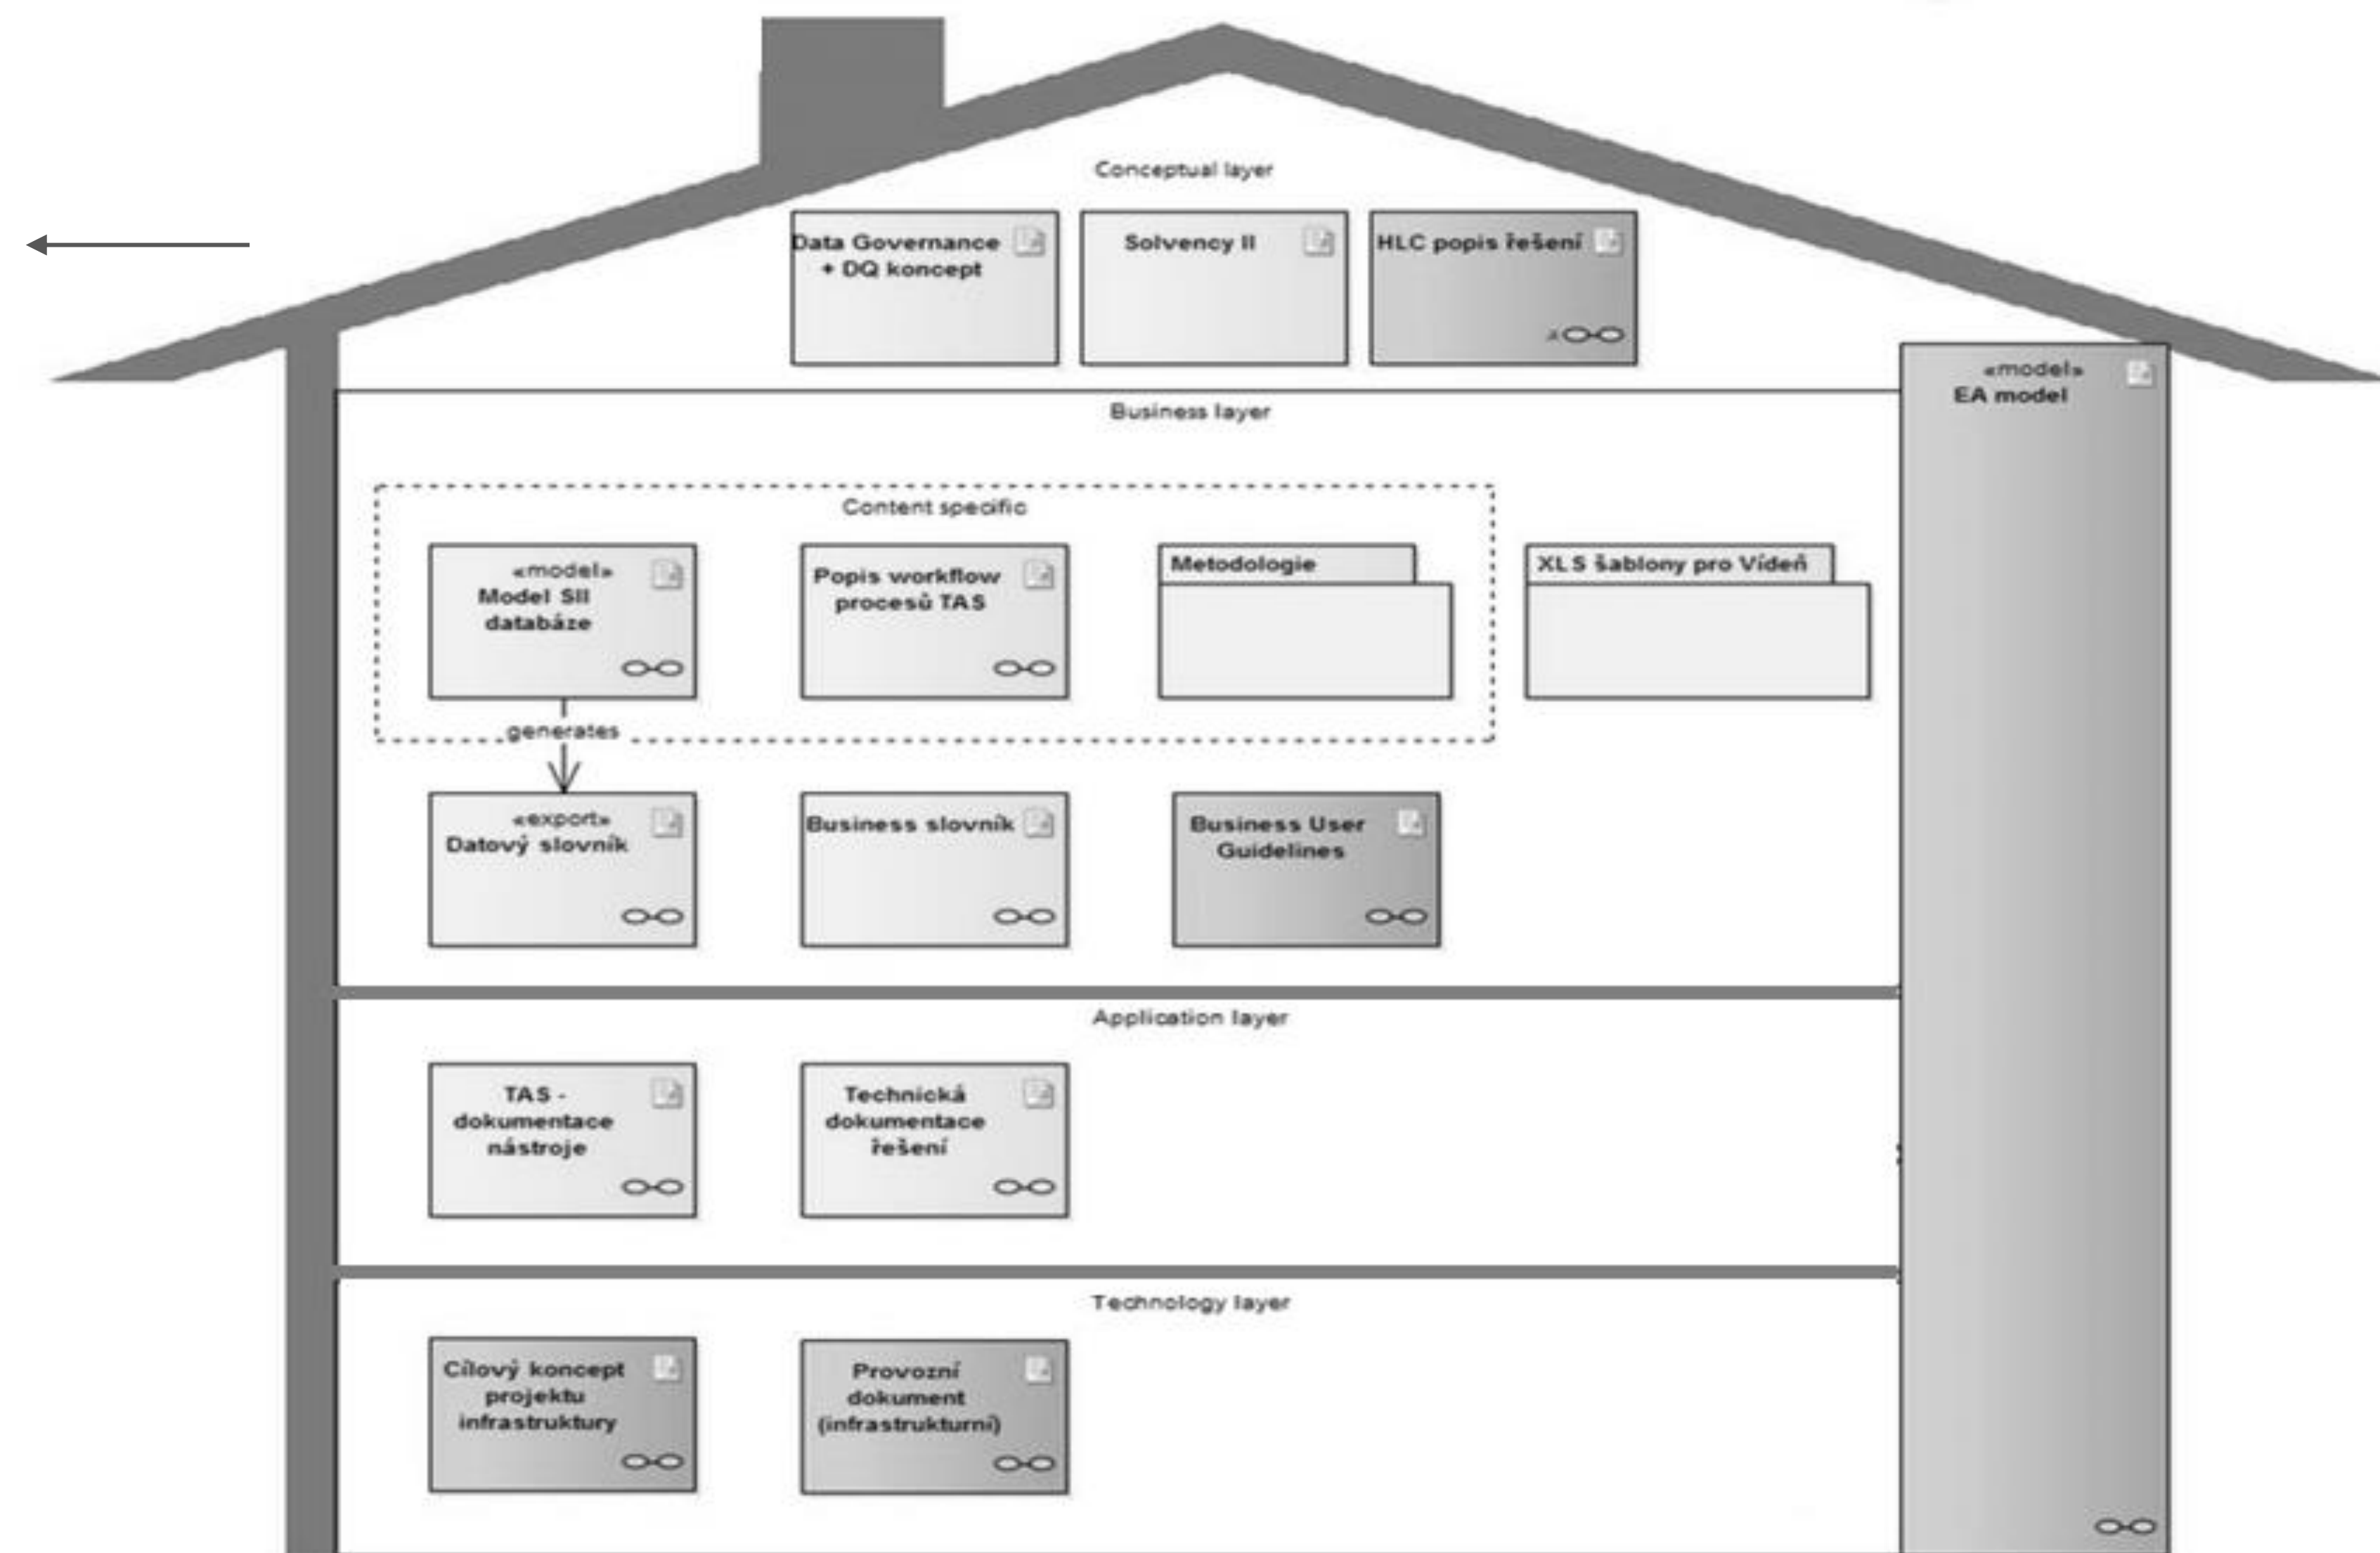 Conceptual layer
Data Governance
+ DQ koncept
Solvency II
HLC popis řešení
«model»
EA model
Business layer
Content specific
«model»
Model SII
databáze
Popis workflow
procesů TAS
Metodologie
XLS šablony pro Vídeň
generates
«export»
Datový slovník
Business slovník
Business User
Guidelines
Application layer
TAS -
dokumentace
nástroje
Technická
dokumentace
řešení
Technology layer
Cílový koncept
projektu
infrastruktury
Provozní
dokument
(infrastrukturní)